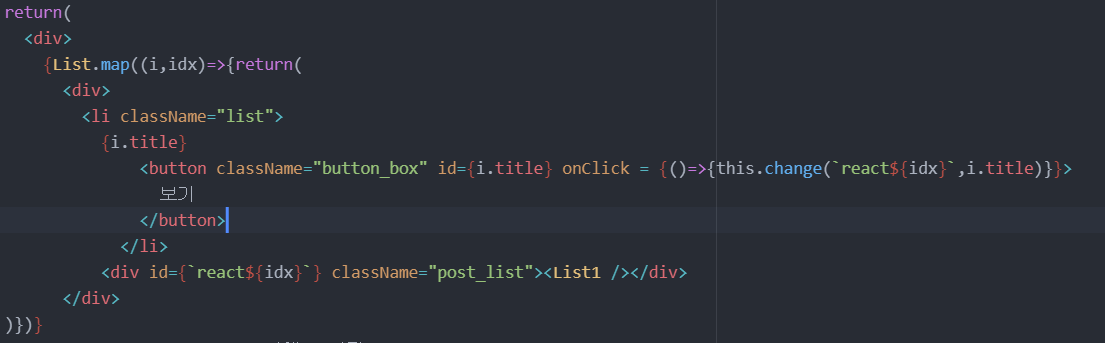 return(
<div>
{List.map((i,idx)=>{return(
<div>
<li className="list">
{i.title}
<button className="button_box" id={i.title} onClick = {()=>{this.change(`react${idx}`,i.title)}}>
보기
</button>
</li>
<div id={`react${idx}`} className="post_list"><List1 /></div>
</div>
)})}